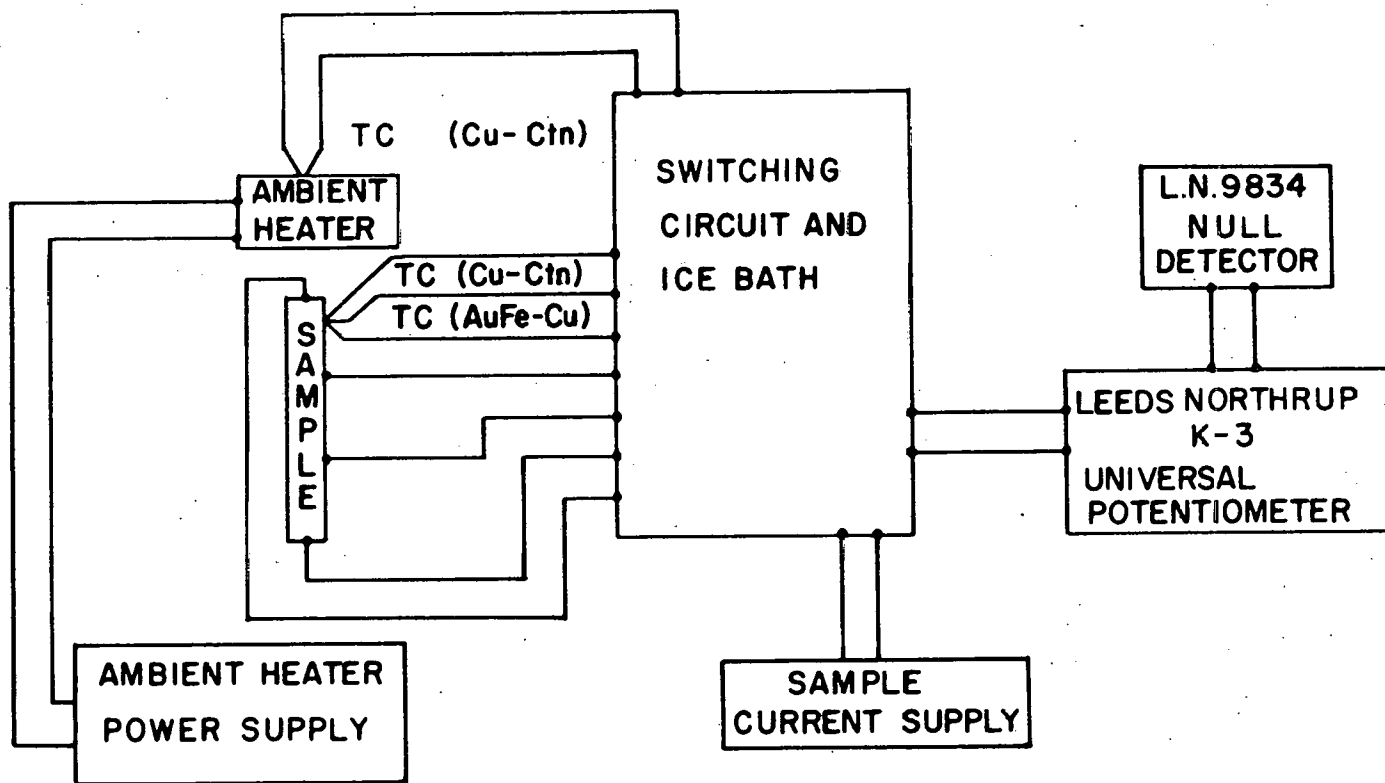 TC (Cu-Ctn)
AMBIENT
HEATER
SWITCHING
CIRCUIT AND
ICE BATH
L.N.9834
NULL
DETECTOR
TC (Cu-Ctn)
TC (AuFe-Cu)
SAMPLE
LEEDS NORTHRUP
K-3
UNIVERSAL
POTENTIOMETER
AMBIENT HEATER
POWER SUPPLY
SAMPLE
CURRENT SUPPLY